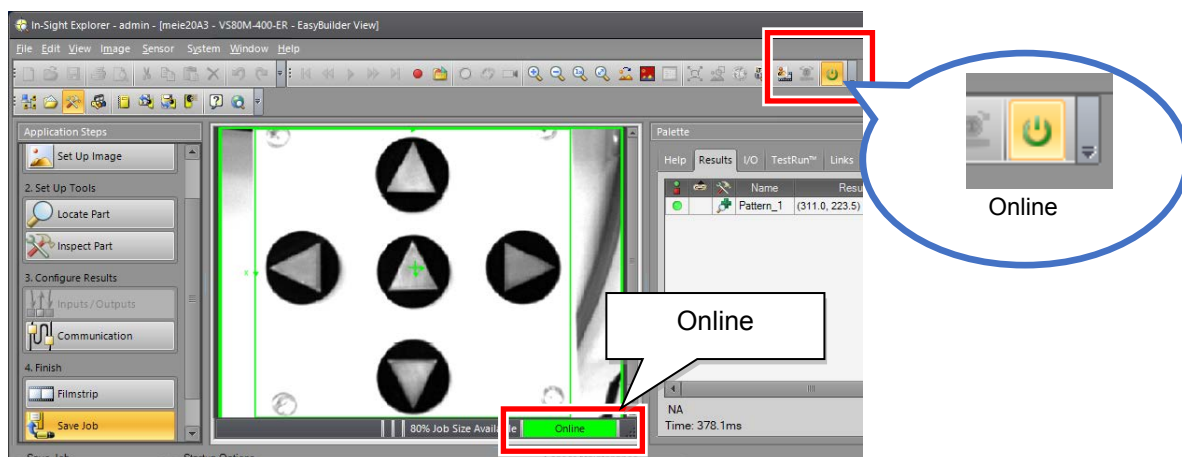 In-Sight Explorer - admin - [meie20A3 - VS80M-400-ER - EasyBuilder View]
File Edit View Image Sensor System Window Help
Application Steps
Set Up Image
2. Set Up Tools
Locate Part
Inspect Part
3. Configure Results
Inputs / Outputs
Communication
4. Finish
Filmstrip
Save Job
80% Job Size Available
Online
Online
Palette
Help Results I/O TestRun™ Links
Name Resu
Pattern_1 (311.0, 223.5)
NA
Time: 378.1ms
Online